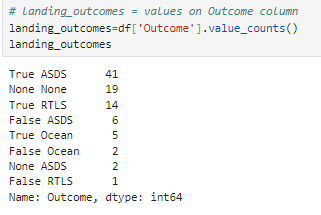 # landing_outcomes = values on Outcome column
landing_outcomes=df['Outcome'].value_counts()
landing_outcomes
True ASDS 41
None None 19
True RTLS 14
False ASDS 6
True Ocean 5
False Ocean 2
None ASDS 2
False RTLS 1
Name: Outcome, dtype: int64